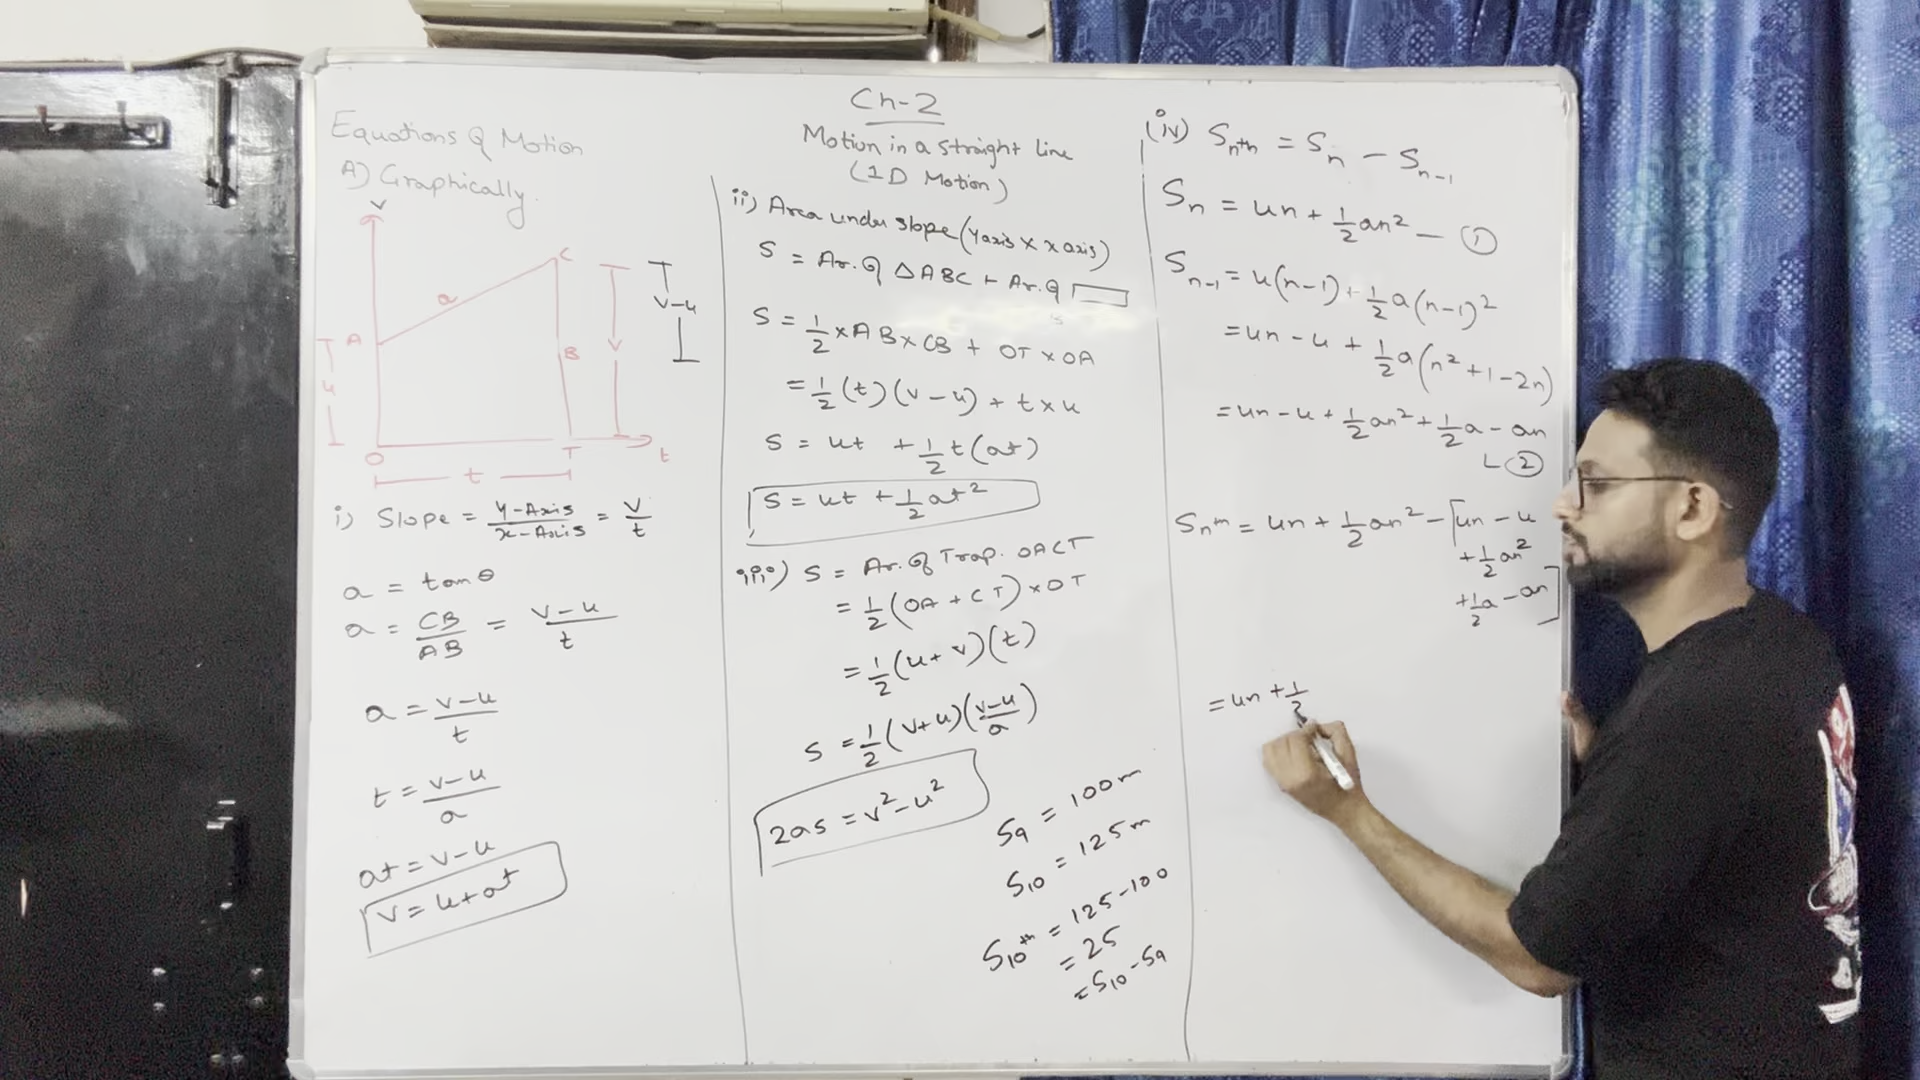 Ch-2
Motion in a straight Line
(1D Motion)
Equations of Motion
A) Graphically
v
C
a
A
B
u
v
v-u
O
T
t
t
i) Slope = y-Axis/x-Axis = v/t
a = tan θ
a = CB/AB = v-u/t
a = v-u/t
t = v-u/a
at = v-u
v = u+at
ii) Area under slope (y axis × x axis)
S = Ar. of △ABC + Ar. of ▭
S = 1/2 × AB × CB + OT × OA
= 1/2 (t)(v-u) + t × u
S = ut + 1/2 t(at)
S = ut + 1/2 at²
iii) S = Ar. of Trap. OACT
= 1/2 (OA + CT) × OT
= 1/2 (u+v)(t)
S = 1/2 (v+u)(v-u/a)
2as = v² - u²
S9 = 100m
S10 = 125m
S10th = 125-100
= 25
= S10 - S9
(iv) Snth = Sn - Sn-1
Sn = un + 1/2 an² — ①
Sn-1 = u(n-1) + 1/2 a(n-1)²
= un - u + 1/2 a(n² + 1 - 2n)
= un - u + 1/2 an² + 1/2 a - an
②
Snth = un + 1/2 an² - [un - u
+ 1/2 an²
+ 1/2 a - an]
= un + 1/2